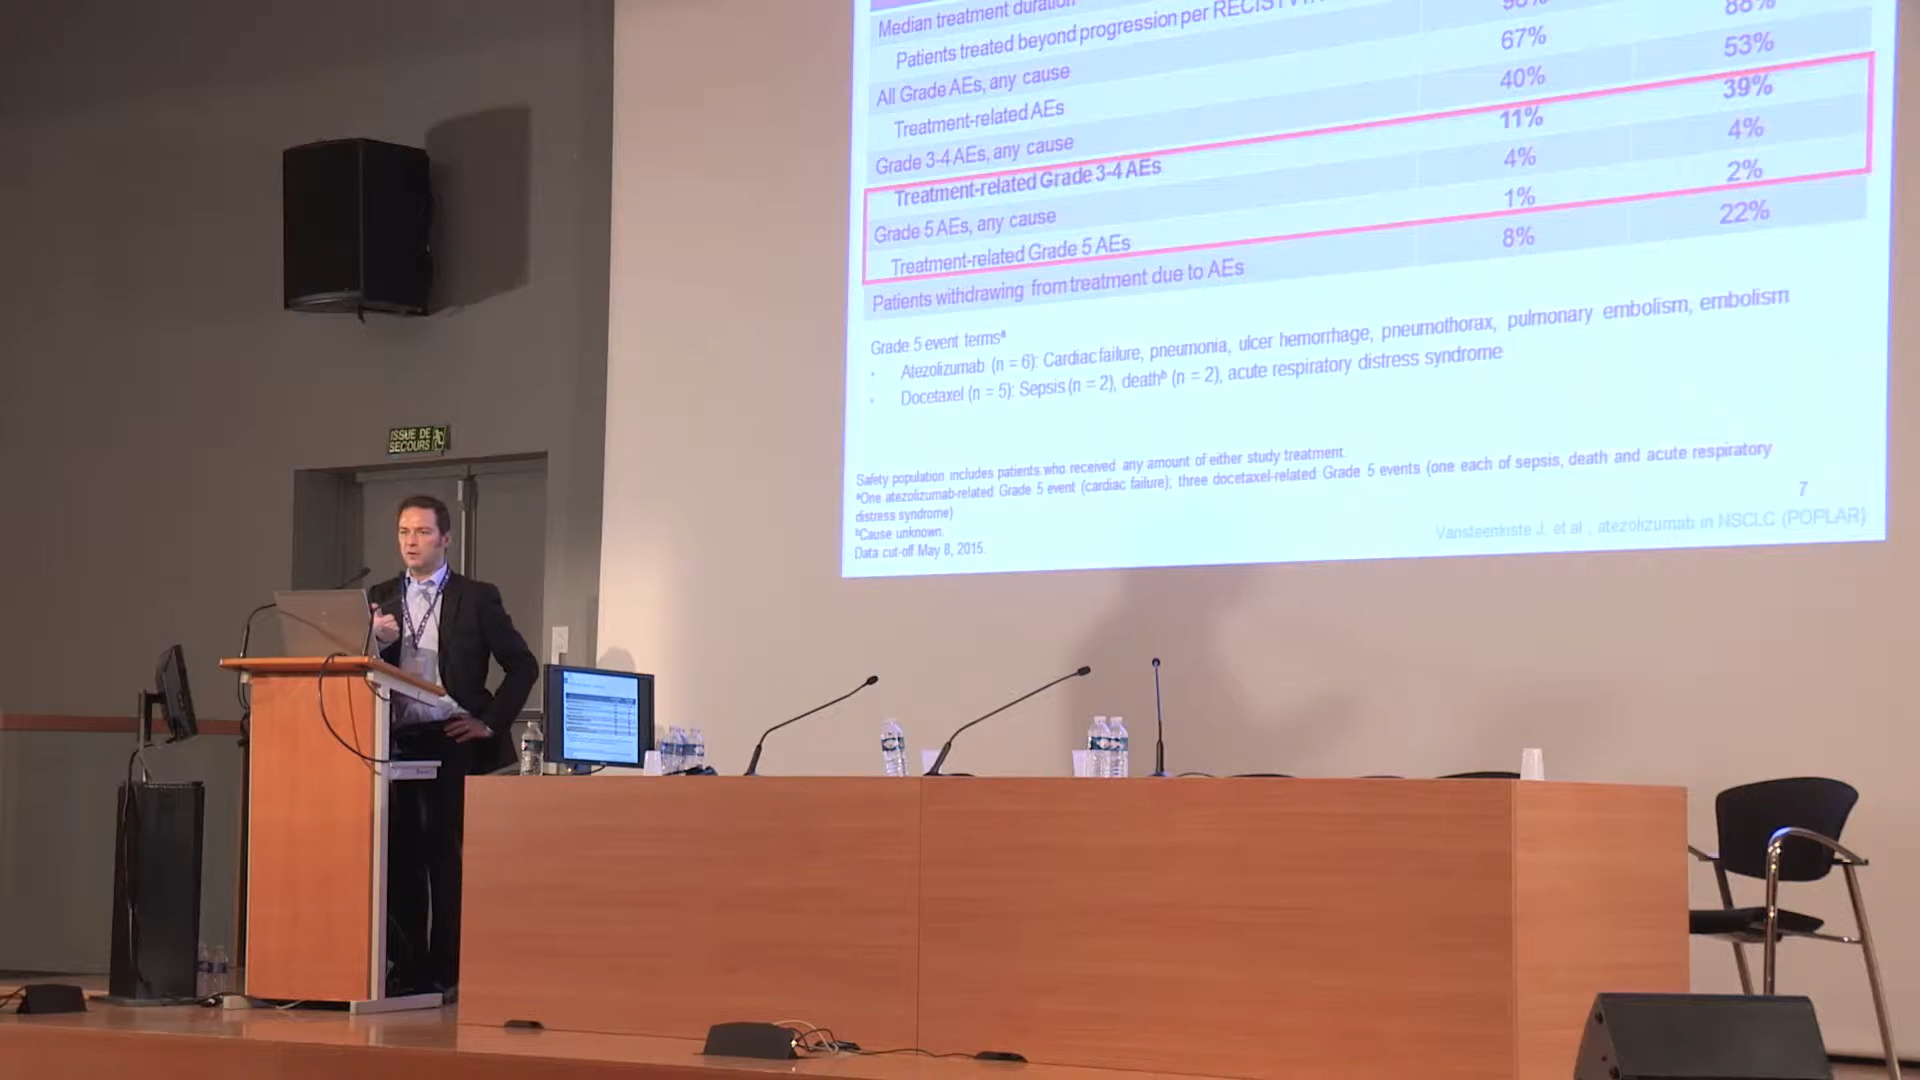 Median treatment duration
Patients treated beyond progression per RECIST
88%
All Grade AEs, any cause 67% 53%
Treatment-related AEs 40% 39%
Grade 3-4 AEs, any cause 11% 4%
Treatment-related Grade 3-4 AEs 4% 2%
Grade 5 AEs, any cause 1% 22%
Treatment-related Grade 5 AEs 8%
Patients withdrawing from treatment due to AEs
Grade 5 event termsª
• Atezolizumab (n = 6): Cardiac failure, pneumonia, ulcer hemorrhage, pneumothorax, pulmonary embolism, embolism
• Docetaxel (n = 5): Sepsis (n = 2), deathᵇ (n = 2), acute respiratory distress syndrome
Safety population includes patients who received any amount of either study treatment.
ªOne atezolizumab-related Grade 5 event (cardiac failure); three docetaxel-related Grade 5 events (one each of sepsis, death and acute respiratory
distress syndrome)
ᵇCause unknown.
Data cut-off May 8, 2015.
7
Vansteenkiste J. et al., atezolizumab in NSCLC (POPLAR)
ISSUE DE
SECOURS